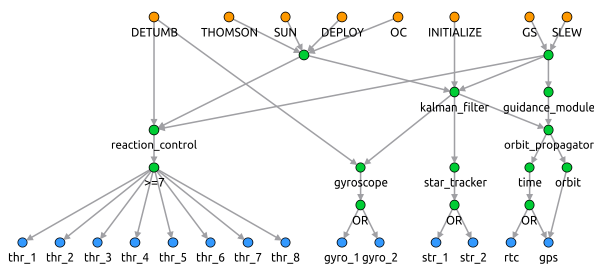 DETUMB THOMSON SUN DEPLOY OC INITIALIZE GS SLEW
kalman_filter guidance_module
reaction_control orbit_propagator
>=7 gyroscope star_tracker time orbit
OR OR OR
thr_1 thr_2 thr_3 thr_4 thr_5 thr_6 thr_7 thr_8 gyro_1 gyro_2 str_1 str_2 rtc gps